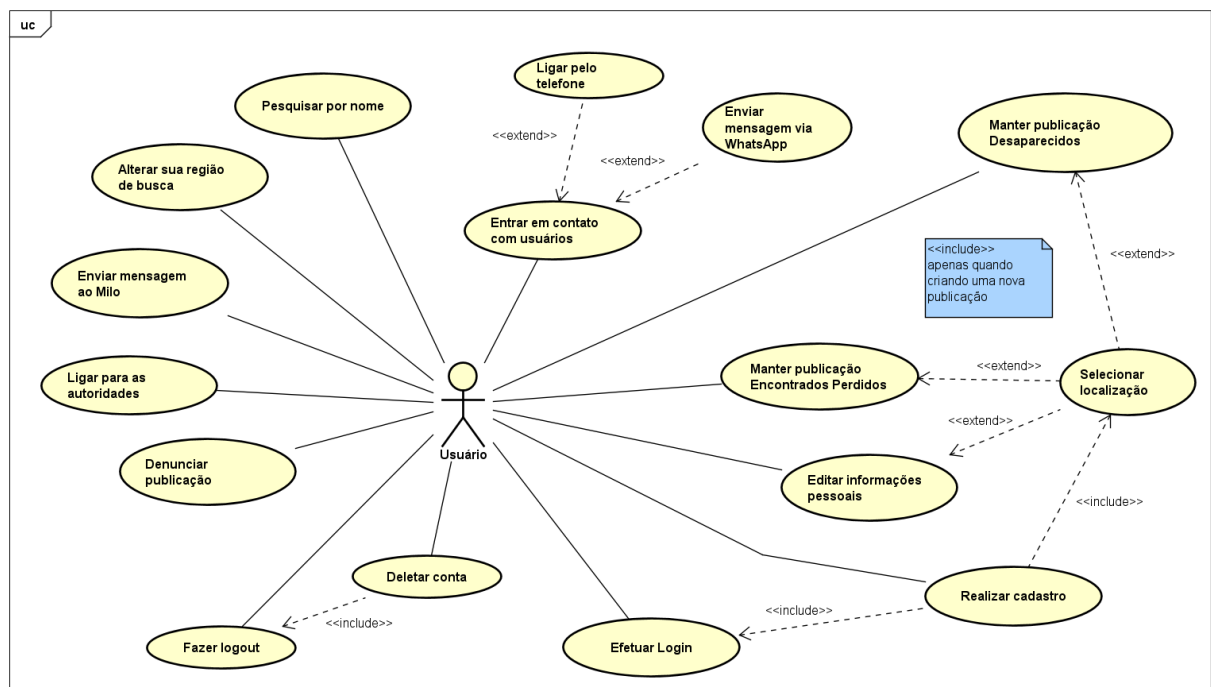 uc
Ligar pelo
telefone
Pesquisar por nome
Enviar
mensagem via
WhatsApp
Manter publicação
Desaparecidos
<<extend>>
<<extend>>
Alterar sua região
de busca
Entrar em contato
com usuários
<<include>>
apenas quando
criando uma nova
publicação
<<extend>>
Enviar mensagem
ao Milo
Manter publicação
Encontrados Perdidos
<<extend>>
Selecionar
localização
Ligar para as
autoridades
<<extend>>
Usuário
Denunciar
publicação
Editar informações
pessoais
<<include>>
Deletar conta
Realizar cadastro
<<include>>
<<include>>
Fazer logout
Efetuar Login